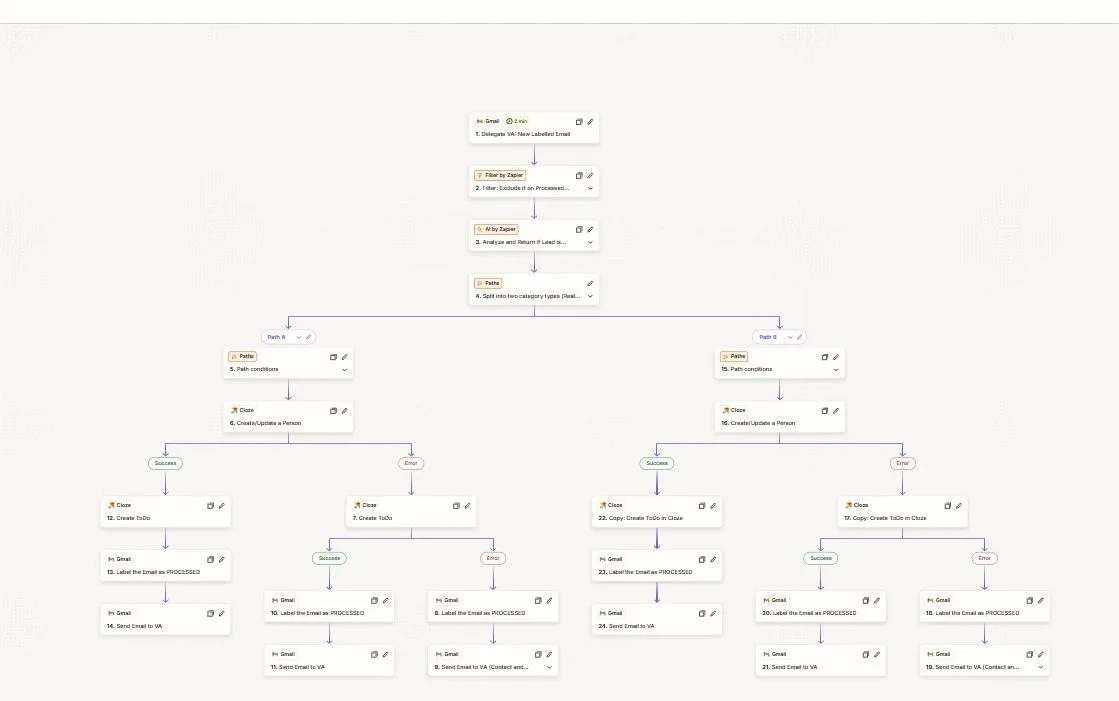 Gmail 2 min
1. Delegate VA: New Labelled Email
Filter by Zapier
2. Filter: Exclude if on Processed...
AI by Zapier
3. Analyze and Return if Lead is...
Paths
4. Split into two category types (Real...
Path A
Path B
Paths
5. Path conditions
Paths
15. Path conditions
Cloze
6. Create/Update a Person
Cloze
16. Create/Update a Person
Success
Error
Success
Error
Cloze
12. Create ToDo
Cloze
7. Create ToDo
Cloze
22. Copy: Create ToDo in Cloze
Cloze
17. Copy: Create ToDo in Cloze
Gmail
13. Label the Email as PROCESSED
Success
Error
Gmail
23. Label the Email as PROCESSED
Success
Error
Gmail
14. Send Email to VA
Gmail
10. Label the Email as PROCESSED
Gmail
8. Label the Email as PROCESSED
Gmail
24. Send Email to VA
Gmail
20. Label the Email as PROCESSED
Gmail
18. Label the Email as PROCESSED
Gmail
11. Send Email to VA
Gmail
9. Send Email to VA (Contact and...
Gmail
21. Send Email to VA
Gmail
19. Send Email to VA (Contact an...